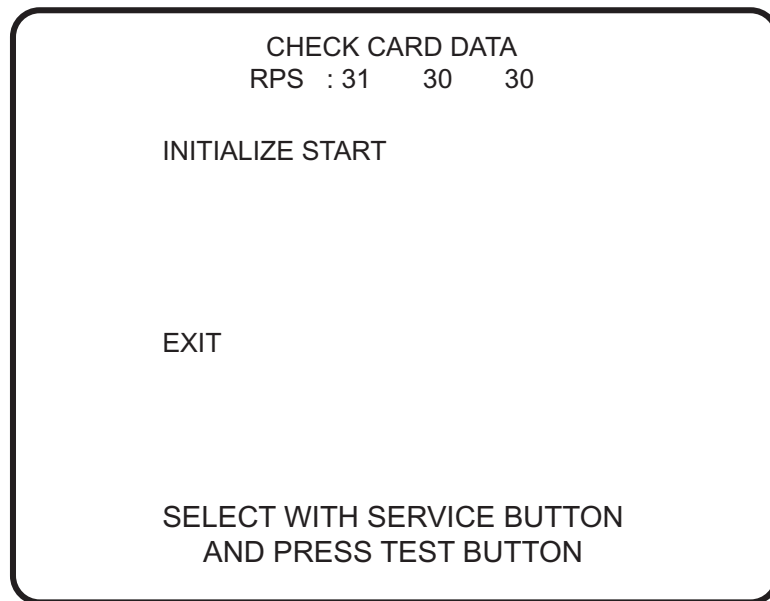 CHECK CARD DATA
RPS : 31 30 30
INITIALIZE START
EXIT
SELECT WITH SERVICE BUTTON
AND PRESS TEST BUTTON